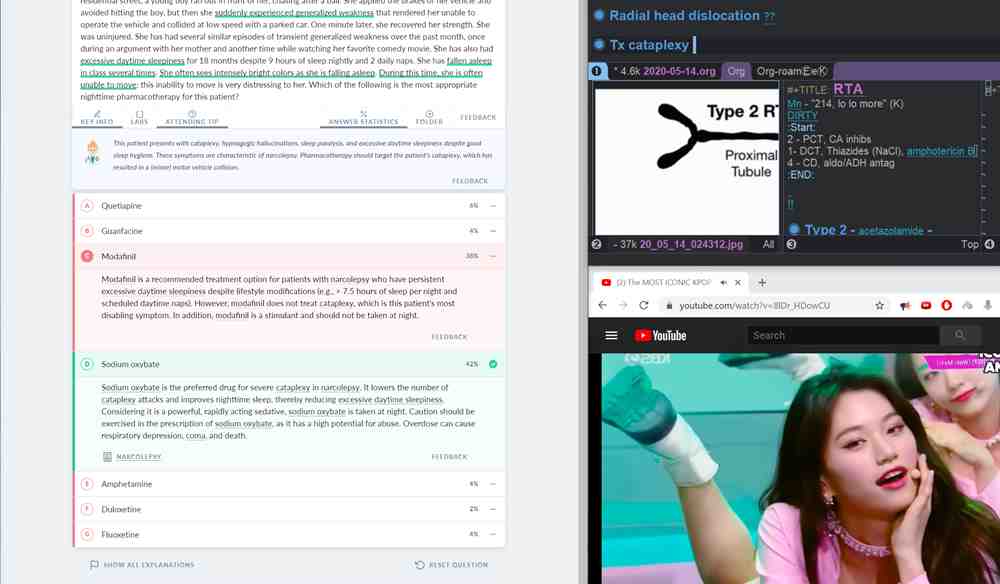 residential street, a young boy ran out in front of her, chasing after a ball. She applied the brakes of her vehicle and
avoided hitting the boy, but then she suddenly experienced generalized weakness that rendered her unable to
operate the vehicle and collided at low speed with a parked car. One minute later, she recovered her strength. She
was uninjured. She has had several similar episodes of transient generalized weakness over the past month, once
during an argument with her mother and another time while watching her favorite comedy movie. She has also had
excessive daytime sleepiness for 18 months despite 9 hours of sleep nightly and 2 daily naps. She has fallen asleep
in class several times. She often sees intensely bright colors as she is falling asleep. During this time, she is often
unable to move; this inability to move is very distressing to her. Which of the following is the most appropriate
nighttime pharmacotherapy for this patient?
KEY INFO LABS ATTENDING TIP ANSWER STATISTICS FOLDER FEEDBACK
This patient presents with cataplexy, hypnagogic hallucinations, sleep paralysis, and excessive daytime sleepiness despite good
sleep hygiene. These symptoms are characteristic of narcolepsy. Pharmacotherapy should target the patient's cataplexy, which has
resulted in a (minor) motor vehicle collision.
FEEDBACK
A Quetiapine 6%
B Guanfacine 4%
C Modafinil 38%
Modafinil is a recommended treatment option for patients with narcolepsy who have persistent
excessive daytime sleepiness despite lifestyle modifications (e.g., > 7.5 hours of sleep per night and
scheduled daytime naps). However, modafinil does not treat cataplexy, which is this patient's most
disabling symptom. In addition, modafinil is a stimulant and should not be taken at night.
FEEDBACK
D Sodium oxybate 42%
Sodium oxybate is the preferred drug for severe cataplexy in narcolepsy. It lowers the number of
cataplexy attacks and improves nighttime sleep, thereby reducing excessive daytime sleepiness.
Considering it is a powerful, rapidly acting sedative, sodium oxybate is taken at night. Caution should be
exercised in the prescription of sodium oxybate, as it has a high potential for abuse. Overdose can cause
respiratory depression, coma, and death.
NARCOLEPSY FEEDBACK
E Amphetamine 4%
F Duloxetine 2%
G Fluoxetine 4%
SHOW ALL EXPLANATIONS RESET QUESTION
Radial head dislocation ??
Tx cataplexy
1 * 4.6k 2020-05-14.org Org Org-roam
Type 2 RT
Proximal
Tubule
#+TITLE RTA
Mn - "214, lo lo more" (K)
DIRTY
:Start:
2 - PCT, CA inhibs
1- DCT, Thiazides (NaCl), amphotericin B
4 - CD, aldo/ADH antag
:END:
!!
Type 2 - acetazolamide -
2 - 37k 20_05_14_024312.jpg All 3 Top 4
(2) The MOST ICONIC KPOP
youtube.com/watch?v=8lDr_HDowCU
YouTube
Search